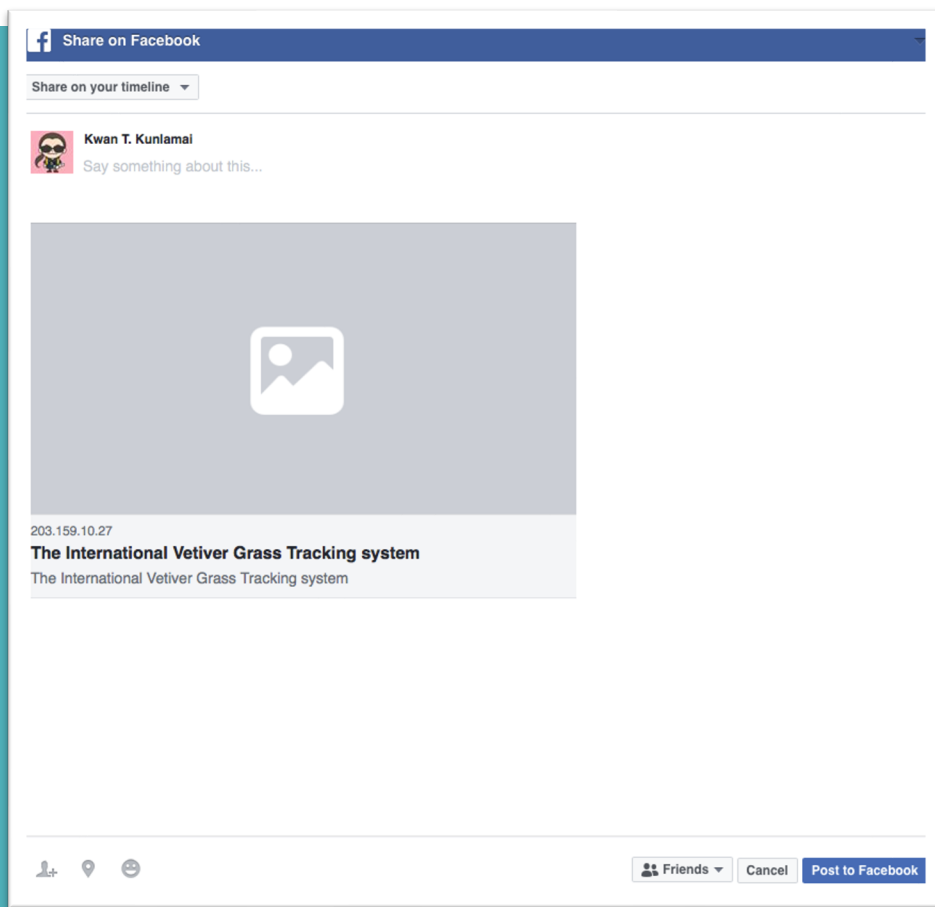 Share on Facebook
Share on your timeline
Kwan T. Kunlamai
Say something about this...
203.159.10.27
The International Vetiver Grass Tracking system
The International Vetiver Grass Tracking system
Friends Cancel Post to Facebook